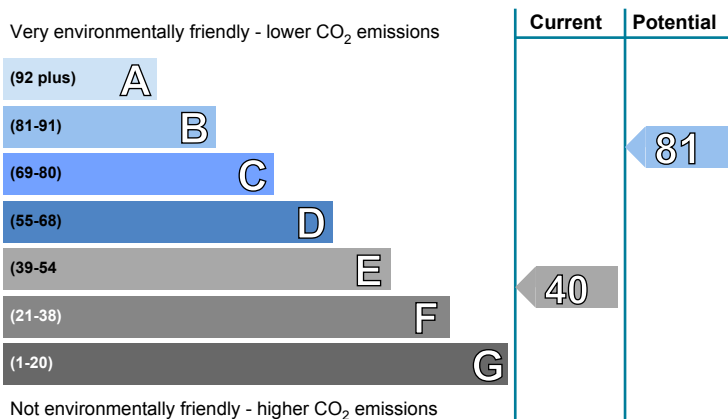 Very environmentally friendly - lower CO2 emissions
Current
Potential
(92 plus) A
(81-91) B
(69-80) C
(55-68) D
(39-54 E
(21-38) F
(1-20) G
81
40
Not environmentally friendly - higher CO2 emissions